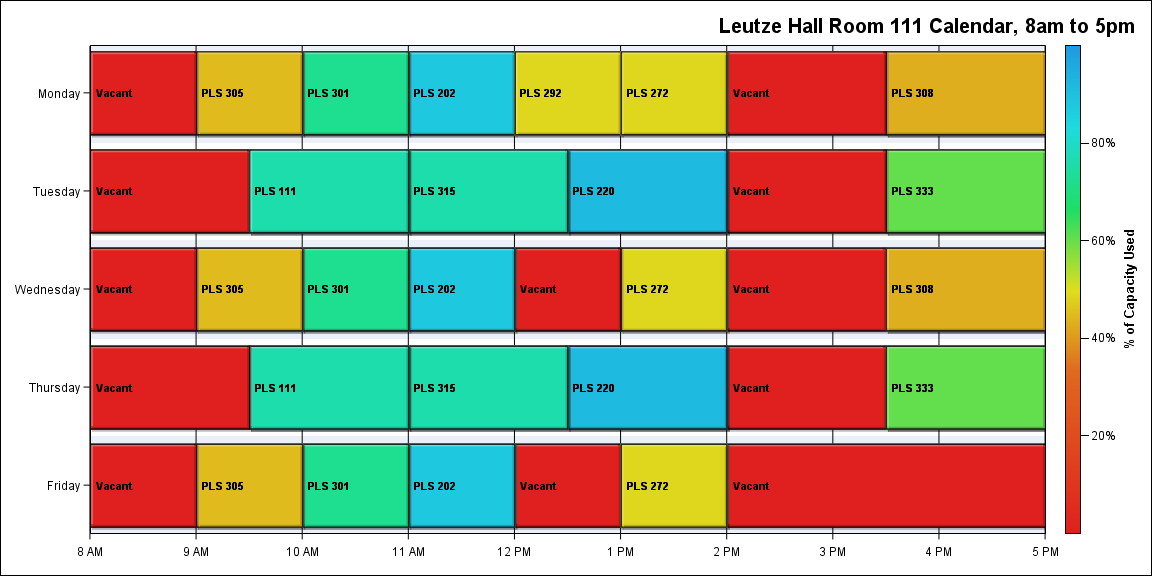 Leutze Hall Room 111 Calendar, 8am to 5pm
Monday
Vacant
PLS 305
PLS 301
PLS 202
PLS 292
PLS 272
Vacant
PLS 308
Tuesday
Vacant
PLS 111
PLS 315
PLS 220
Vacant
PLS 333
Wednesday
Vacant
PLS 305
PLS 301
PLS 202
Vacant
PLS 272
Vacant
PLS 308
Thursday
Vacant
PLS 111
PLS 315
PLS 220
Vacant
PLS 333
Friday
Vacant
PLS 305
PLS 301
PLS 202
Vacant
PLS 272
Vacant
8 AM
9 AM
10 AM
11 AM
12 PM
1 PM
2 PM
3 PM
4 PM
5 PM
80%
60%
40%
20%
% of Capacity Used